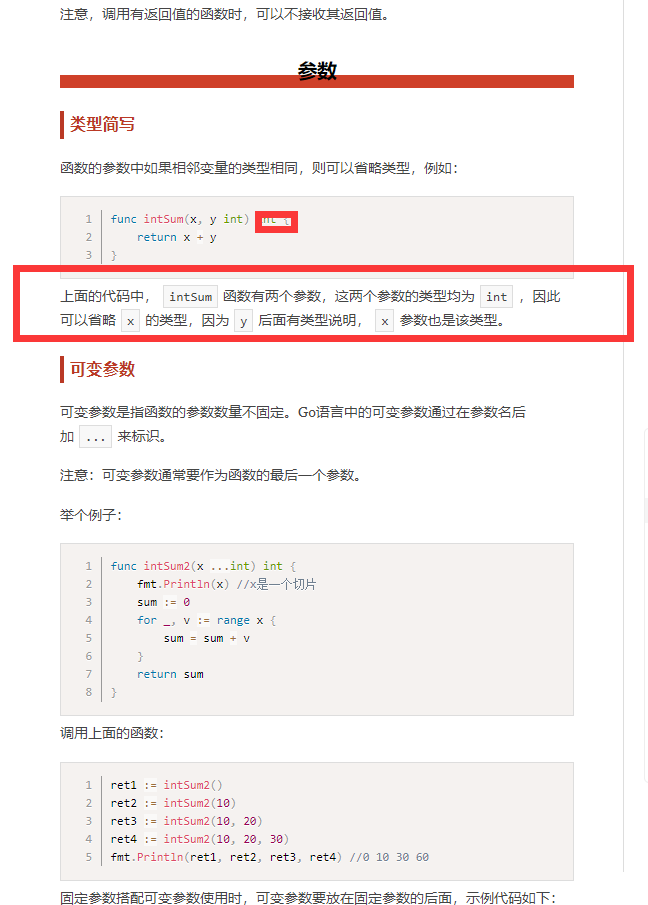 注意，调用有返回值的函数时，可以不接收其返回值。
参数
类型简写
函数的参数中如果相邻变量的类型相同，则可以省略类型，例如：
1 func intSum(x, y int) int {
2 return x + y
3 }
上面的代码中， intSum 函数有两个参数，这两个参数的类型均为 int ，因此
可以省略 x 的类型，因为 y 后面有类型说明， x 参数也是该类型。
可变参数
可变参数是指函数的参数数量不固定。Go语言中的可变参数通过在参数名后
加 ... 来标识。
注意：可变参数通常要作为函数的最后一个参数。
举个例子：
1 func intSum2(x ...int) int {
2 fmt.Println(x) //x是一个切片
3 sum := 0
4 for _, v := range x {
5 sum = sum + v
6 }
7 return sum
8 }
调用上面的函数：
1 ret1 := intSum2()
2 ret2 := intSum2(10)
3 ret3 := intSum2(10, 20)
4 ret4 := intSum2(10, 20, 30)
5 fmt.Println(ret1, ret2, ret3, ret4) //0 10 30 60
固定参数搭配可变参数使用时，可变参数要放在固定参数的后面，示例代码如下：